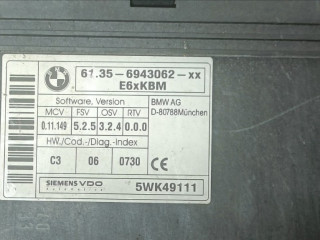 BMW
61.35-6943062-xx
E6xKBM
Software, Version
BMW AG
MCV FSV OSV RTV
D-80788München
0.11.149 5.2.5 3.2.4 0.0.0
HW./Cod.-/Diag.-Index
C3 06 0730
SIEMENS VDO 5WK49111